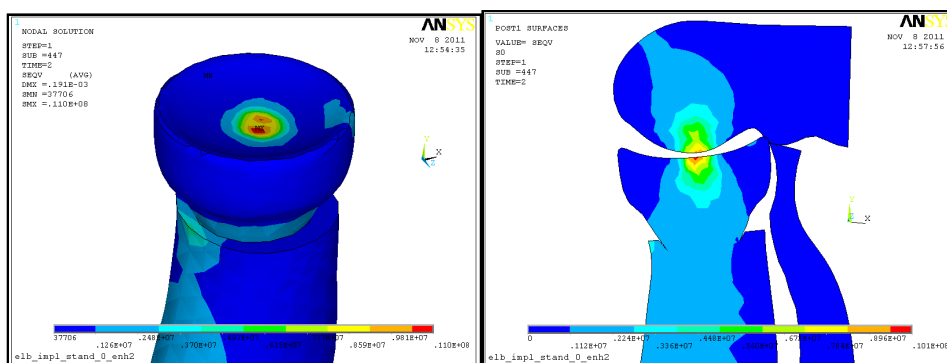 1
ANSYS
NODAL SOLUTION
NOV 8 2011
12:54:35
STEP=1
SUB =447
TIME=2
SEQV (AVG)
DMX =.191E-03
SMN =37706
SMX =.110E+08
Y
X
Z
37706 .248E+07 .859E+07 .981E+07
.126E+07 .370E+07 .110E+08
elb_impl_stand_0_enh2
1
ANSYS
POST1 SURFACES
NOV 8 2011
12:57:56
VALUE= SEQV
S0
STEP=1
SUB =447
TIME=2
Y
X
0 .224E+07 .448E+07 .896E+07
.112E+07 .336E+07 .101E+08
elb_impl_stand_0_enh2